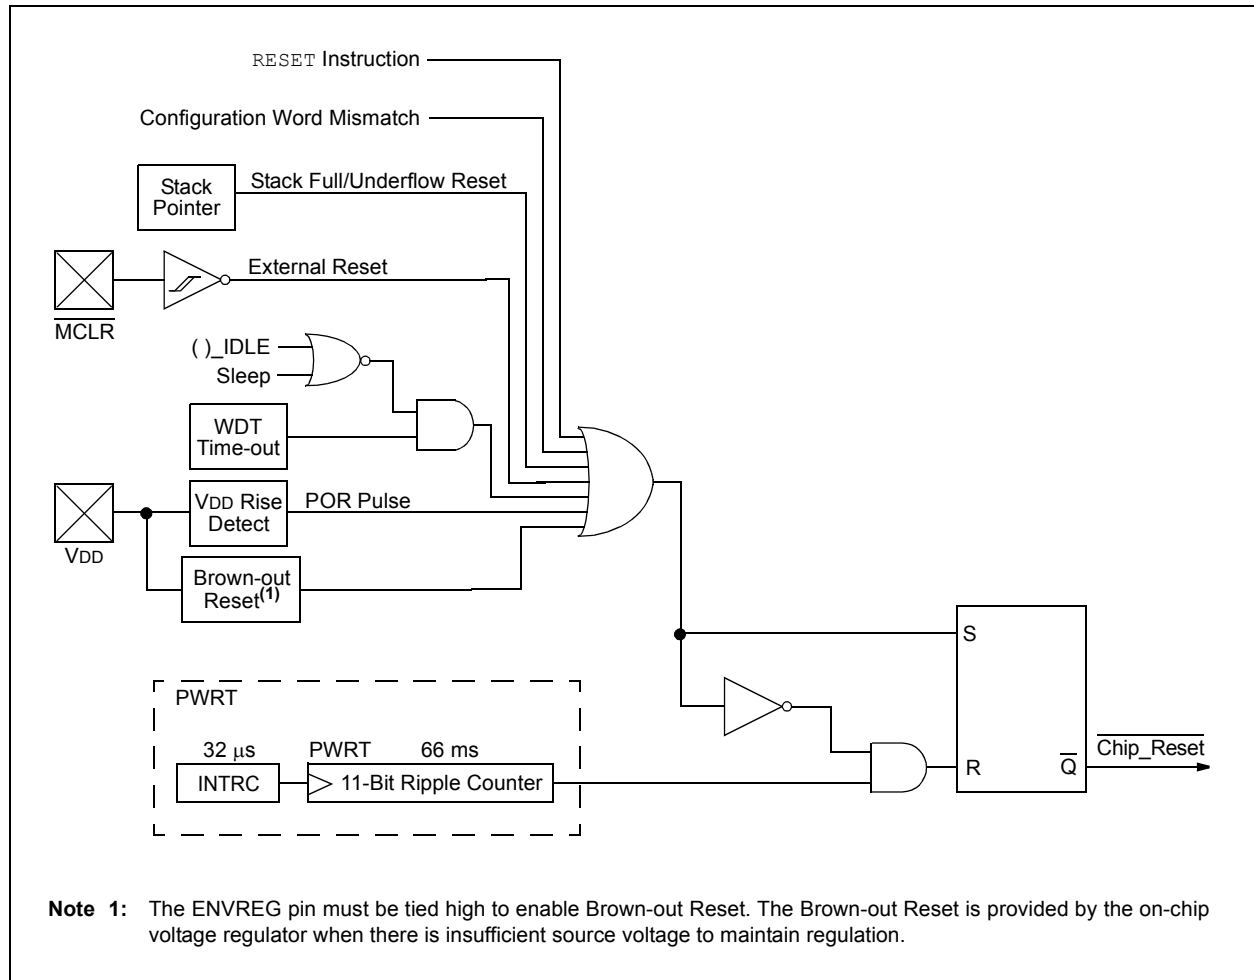 RESET Instruction
Configuration Word Mismatch
Stack
Pointer
Stack Full/Underflow Reset
External Reset
MCLR
( )_IDLE
Sleep
WDT
Time-out
VDD Rise
Detect
POR Pulse
VDD
Brown-out
Reset(1)
S
PWRT
32 μs
PWRT
66 ms
INTRC
11-Bit Ripple Counter
R
Q
Chip_Reset
Note 1: The ENVREG pin must be tied high to enable Brown-out Reset. The Brown-out Reset is provided by the on-chip
voltage regulator when there is insufficient source voltage to maintain regulation.